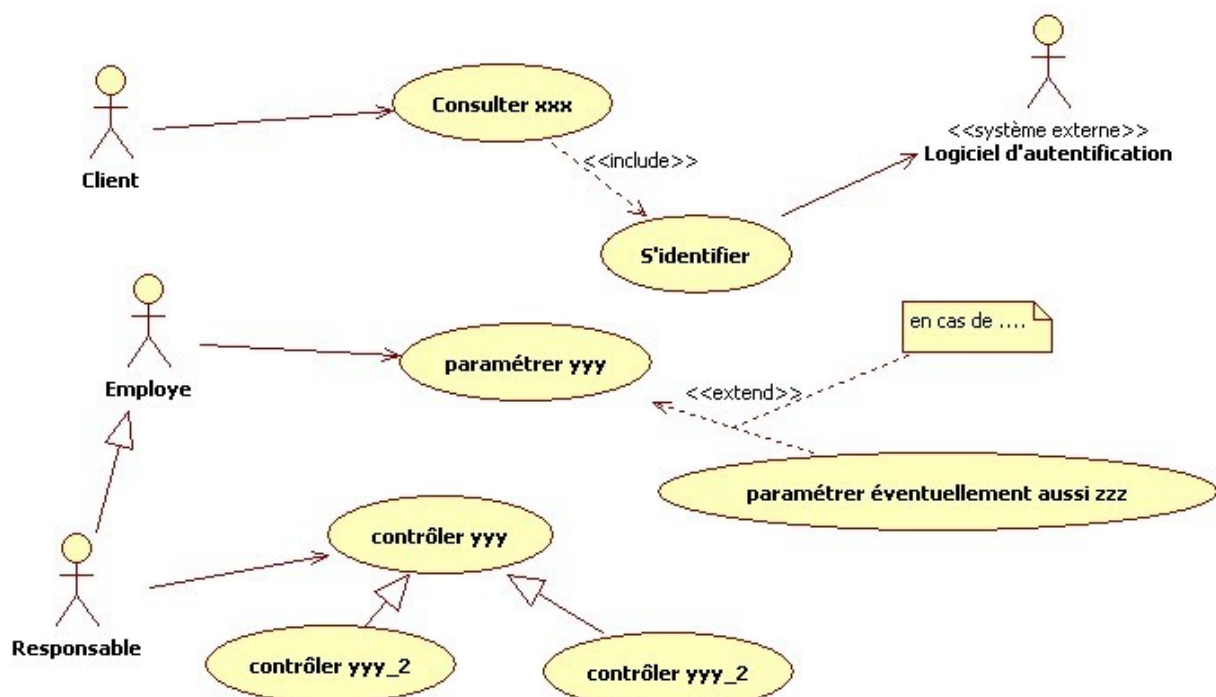 Consulter xxx
Client
<<système externe>>
Logiciel d'autentification
<<include>>
S'identifier
Employe
paramétrer yyy
en cas de ....
<<extend>>
paramétrer éventuellement aussi zzz
Responsable
contrôler yyy
contrôler yyy_2
contrôler yyy_2